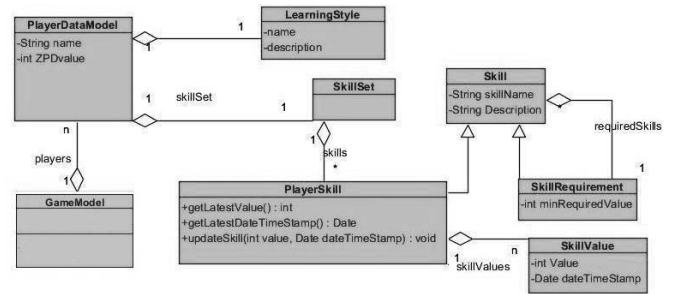 PlayerDataModel
-String name
-int ZPDvalue
1
1
LearningStyle
-name
-description
1
skillSet
1
SkillSet
1
skills
*
n
players
1
GameModel
PlayerSkill
+getLatestValue() : int
+getLatestDateTimeStamp() : Date
+updateSkill(int value, Date dateTimeStamp) : void
Skill
-String skillName
-String Description
*
requiredSkills
1
SkillRequirement
-int minRequiredValue
1
skillValues
n
SkillValue
-int Value
-Date dateTimeStamp